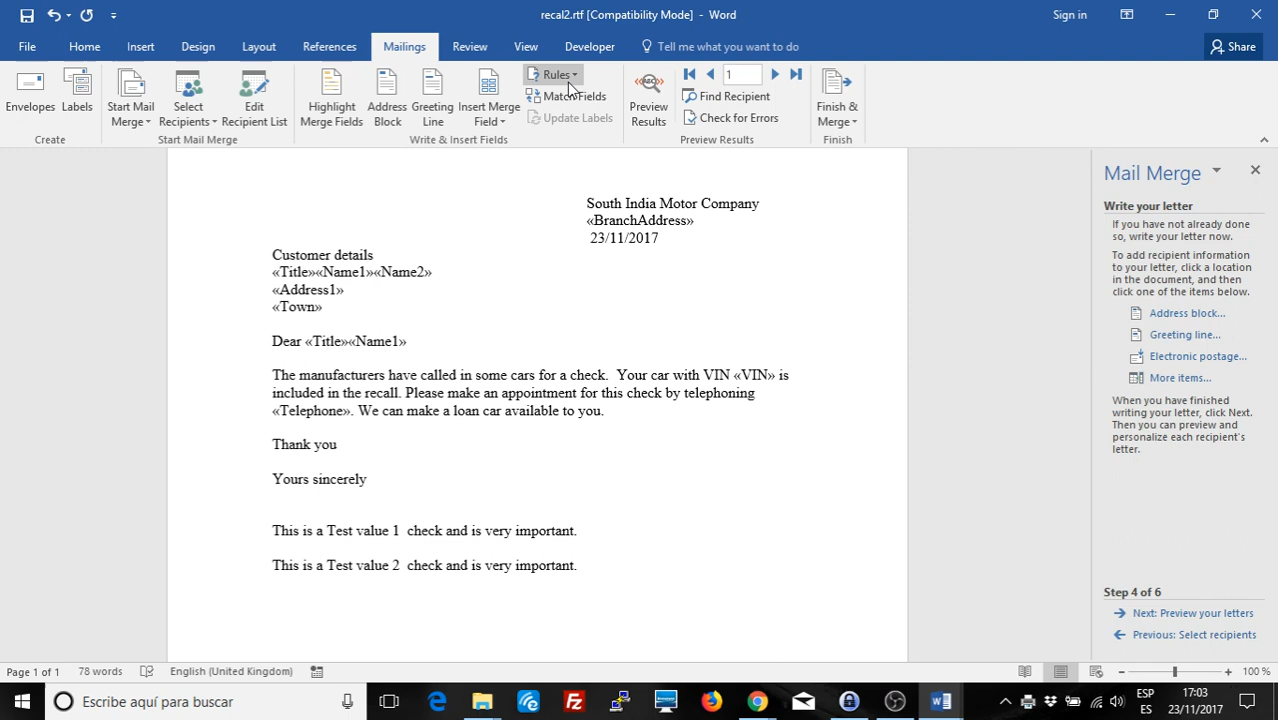 recal2.rtf [Compatibility Mode] - Word
Sign in
File Home Insert Design Layout References Mailings Review View Developer Tell me what you want to do Share
Envelopes
Labels
Start Mail Merge
Select Recipients
Edit Recipient List
Highlight Merge Fields
Address Block
Greeting Line
Insert Merge Field
Rules
Match Fields
Update Labels
ABC
Preview Results
1
Find Recipient
Check for Errors
Finish & Merge
Create
Start Mail Merge
Write & Insert Fields
Preview Results
Finish
South India Motor Company
«BranchAddress»
23/11/2017
Customer details
«Title»«Name1»«Name2»
«Address1»
«Town»
Dear «Title»«Name1»
The manufacturers have called in some cars for a check.  Your car with VIN «VIN» is
included in the recall. Please make an appointment for this check by telephoning
«Telephone». We can make a loan car available to you.
Thank you
Yours sincerely
This is a Test value 1  check and is very important.
This is a Test value 2  check and is very important.
Mail Merge
Write your letter
If you have not already done
so, write your letter now.
To add recipient information
to your letter, click a location
in the document, and then
click one of the items below.
Address block...
Greeting line...
Electronic postage...
More items...
When you have finished
writing your letter, click Next.
Then you can preview and
personalize each recipient's
letter.
Step 4 of 6
Next: Preview your letters
Previous: Select recipients
Page 1 of 1 78 words English (United Kingdom) 100 %
Escribe aquí para buscar
ESP
ES
17:03
23/11/2017